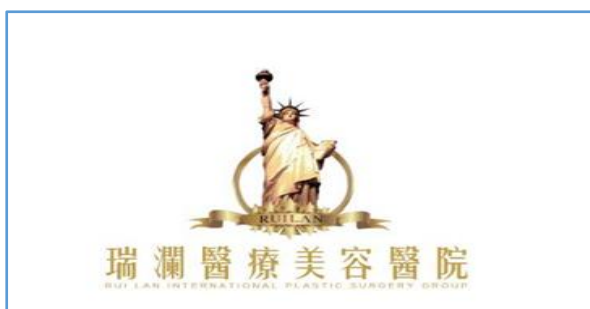 RUILAN
瑞瀾醫療美容醫院
RUI LAN INTERNATIONAL PLASTIC SURGERY GROUP